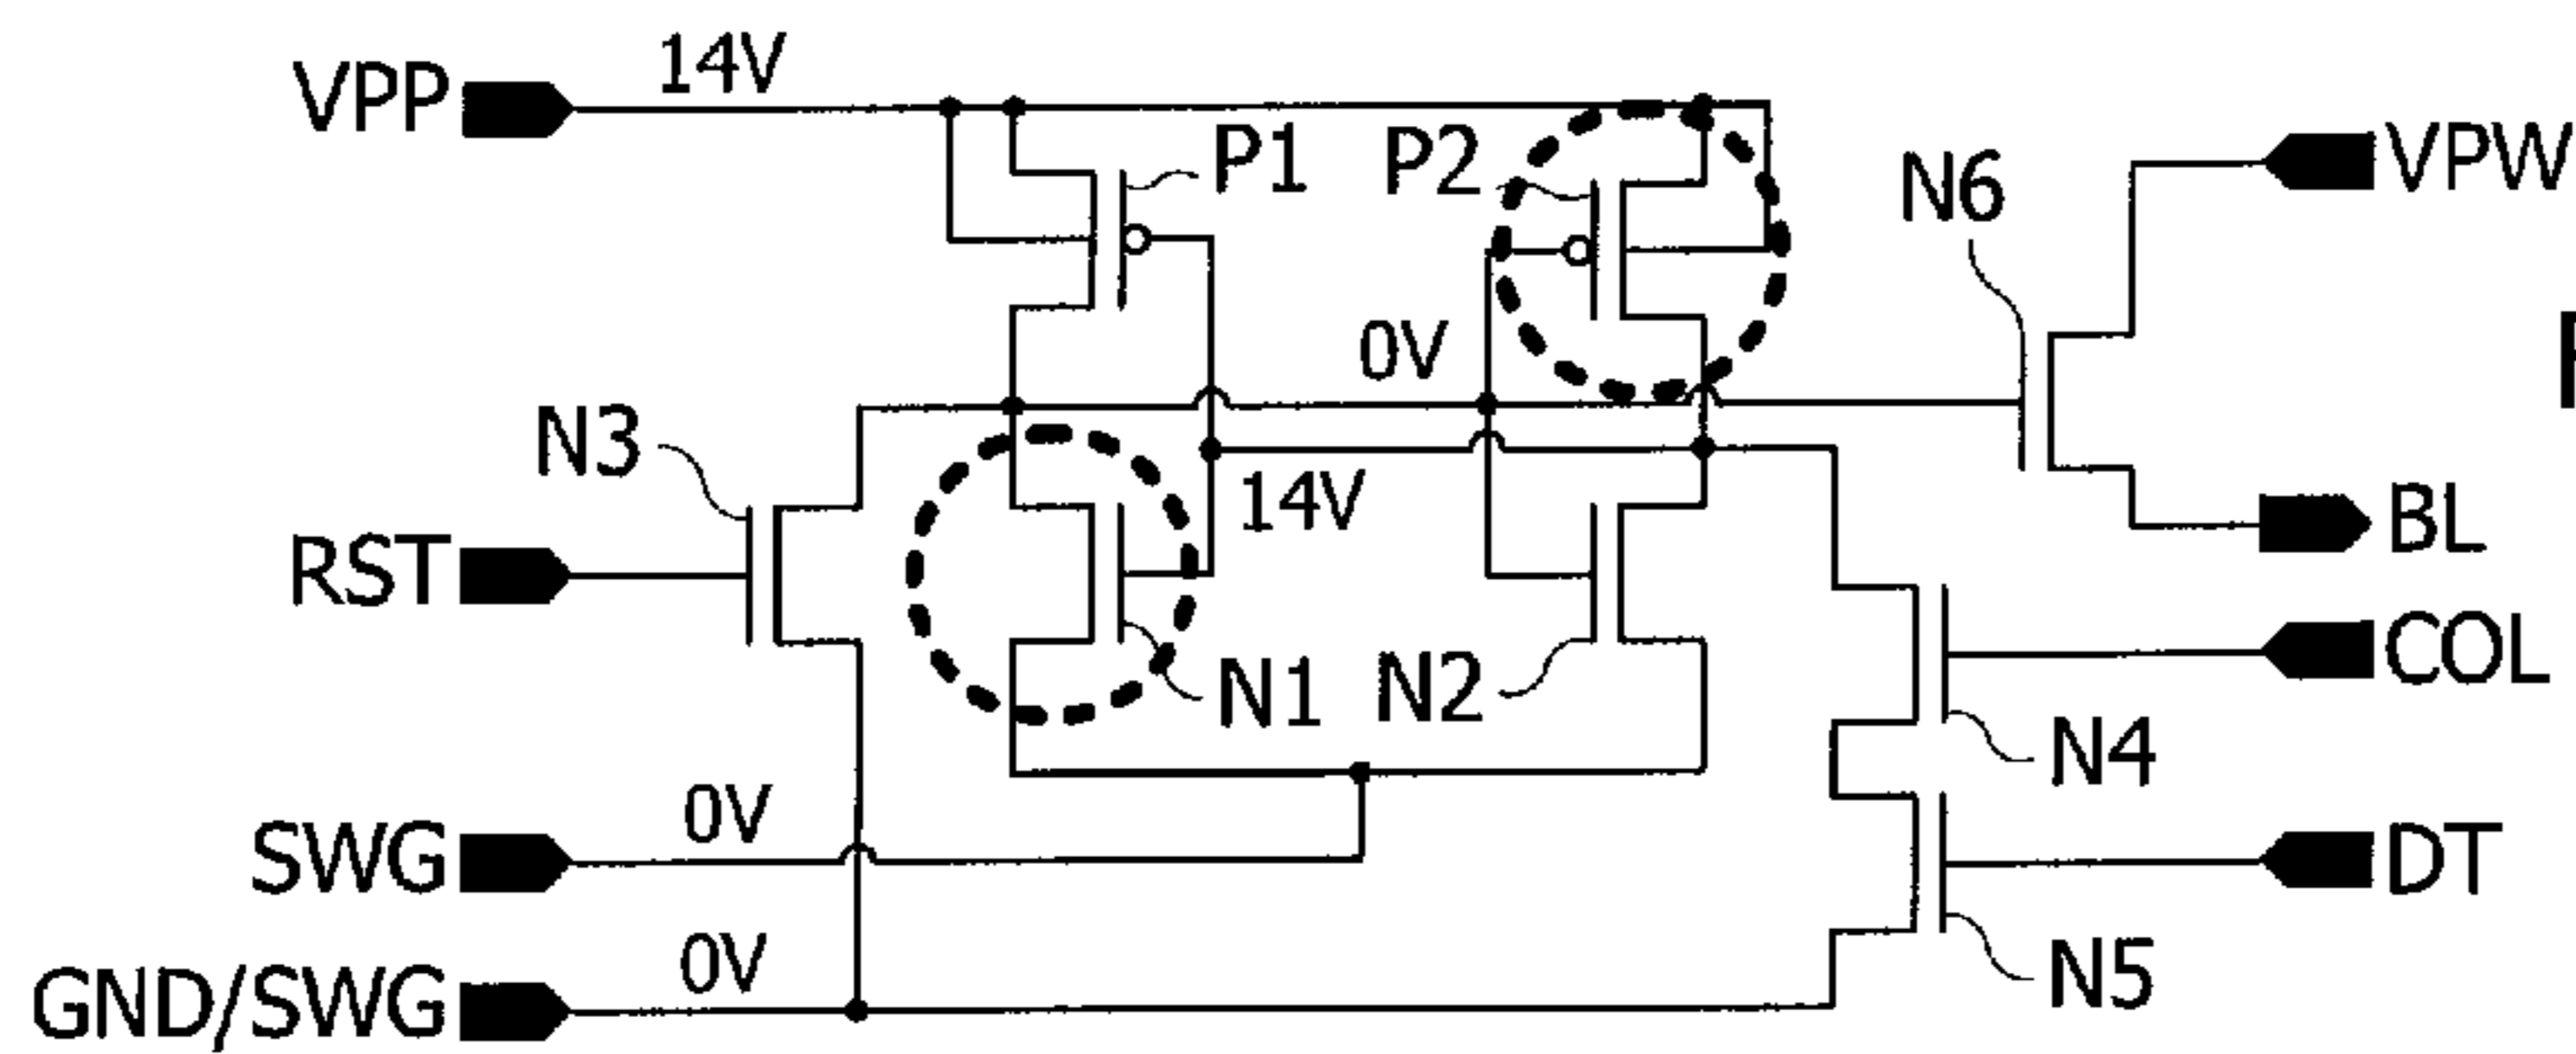 VPP 14V
P1 P2 N6 VPW
0V
N3
14V BL
RST
COL
N1 N2
N4
0V
SWG DT
0V
GND/SWG N5